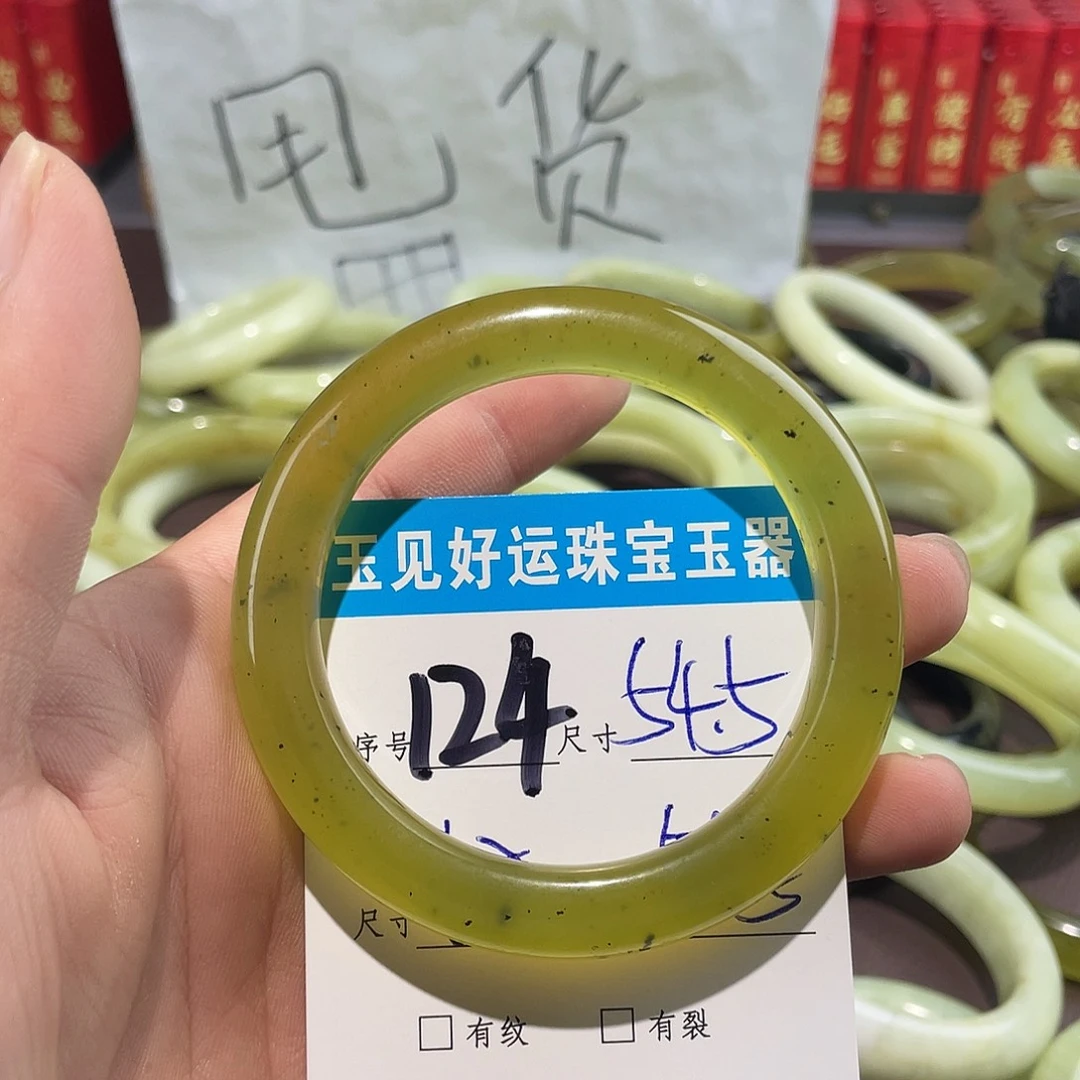 甩货
玉见好运珠宝玉器
序号 124 尺寸 54.5
尺寸
有纹 有裂